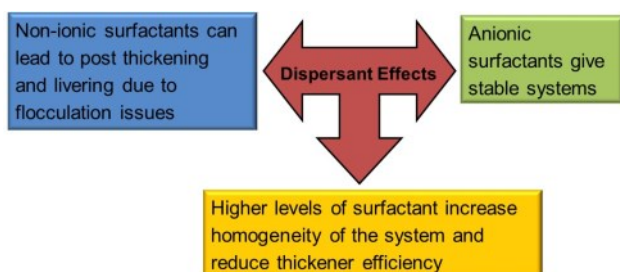 Non-ionic surfactants can
lead to post thickening
and livering due to
flocculation issues
Dispersant Effects
Anionic
surfactants give
stable systems
Higher levels of surfactant increase
homogeneity of the system and
reduce thickener efficiency